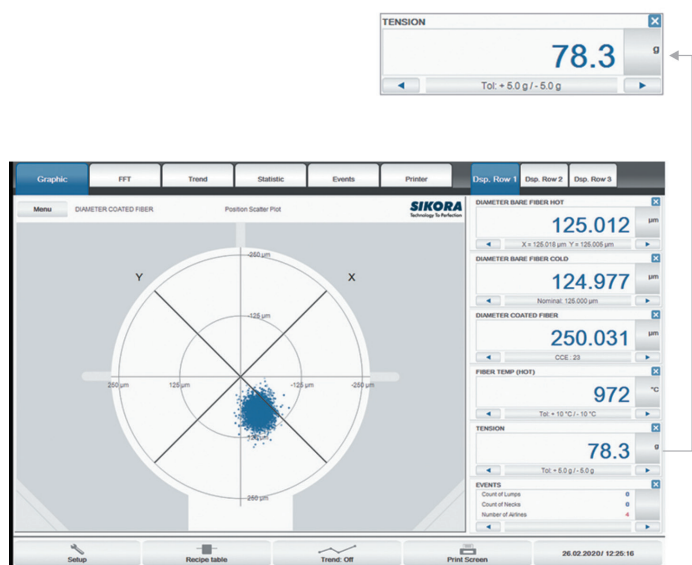 TENSION
78.3
g
Tol: + 5.0 g / - 5.0 g
Graphic
FFT
Trend
Statistic
Events
Printer
Dsp. Row 1
Dsp. Row 2
Dsp. Row 3
Menu
DIAMETER COATED FIBER
Position Scatter Plot
SIKORA
Technology To Perfection
Y
X
-250 µm
-125 µm
250 µm
125 µm
-125 µm
-250 µm
125 µm
250 µm
DIAMETER BARE FIBER HOT
125.012
µm
X = 125.018 µm Y = 125.005 µm
DIAMETER BARE FIBER COLD
124.977
µm
Nominal: 125.000 µm
DIAMETER COATED FIBER
250.031
µm
CCE : 23
FIBER TEMP (HOT)
972
°C
Tol: + 10 °C / - 10 °C
TENSION
78.3
g
Tol: + 5.0 g / - 5.0 g
EVENTS
Count of Lumps 0
Count of Necks 0
Number of Airlines 4
Setup
Recipe table
Trend: Off
Print Screen
26.02.2020 / 12:25:16